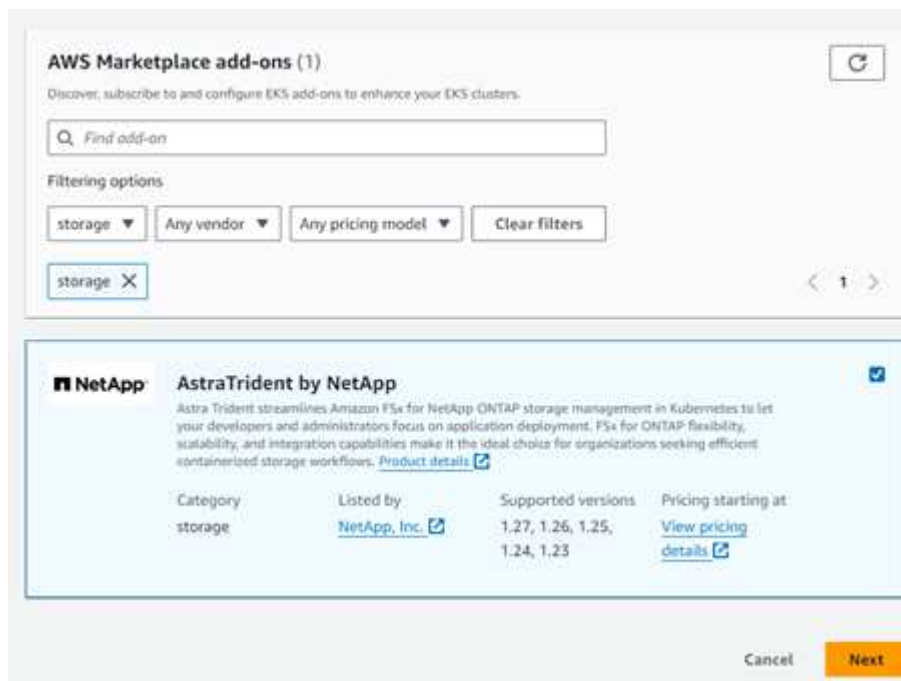 AWS Marketplace add-ons (1)
Discover, subscribe to and configure EKS add-ons to enhance your EKS clusters.
Find add-on
Filtering options
storage Any vendor Any pricing model Clear filters
storage
1
NetApp
AstraTrident by NetApp
Astra Trident streamlines Amazon FSx for NetApp ONTAP storage management in Kubernetes to let
your developers and administrators focus on application deployment. FSx for ONTAP flexibility,
scalability, and integration capabilities make it the ideal choice for organizations seeking efficient
containerized storage workflows. Product details
Category Listed by Supported versions Pricing starting at
storage NetApp, Inc. 1.27, 1.26, 1.25, View pricing
1.24, 1.23 details
Cancel Next